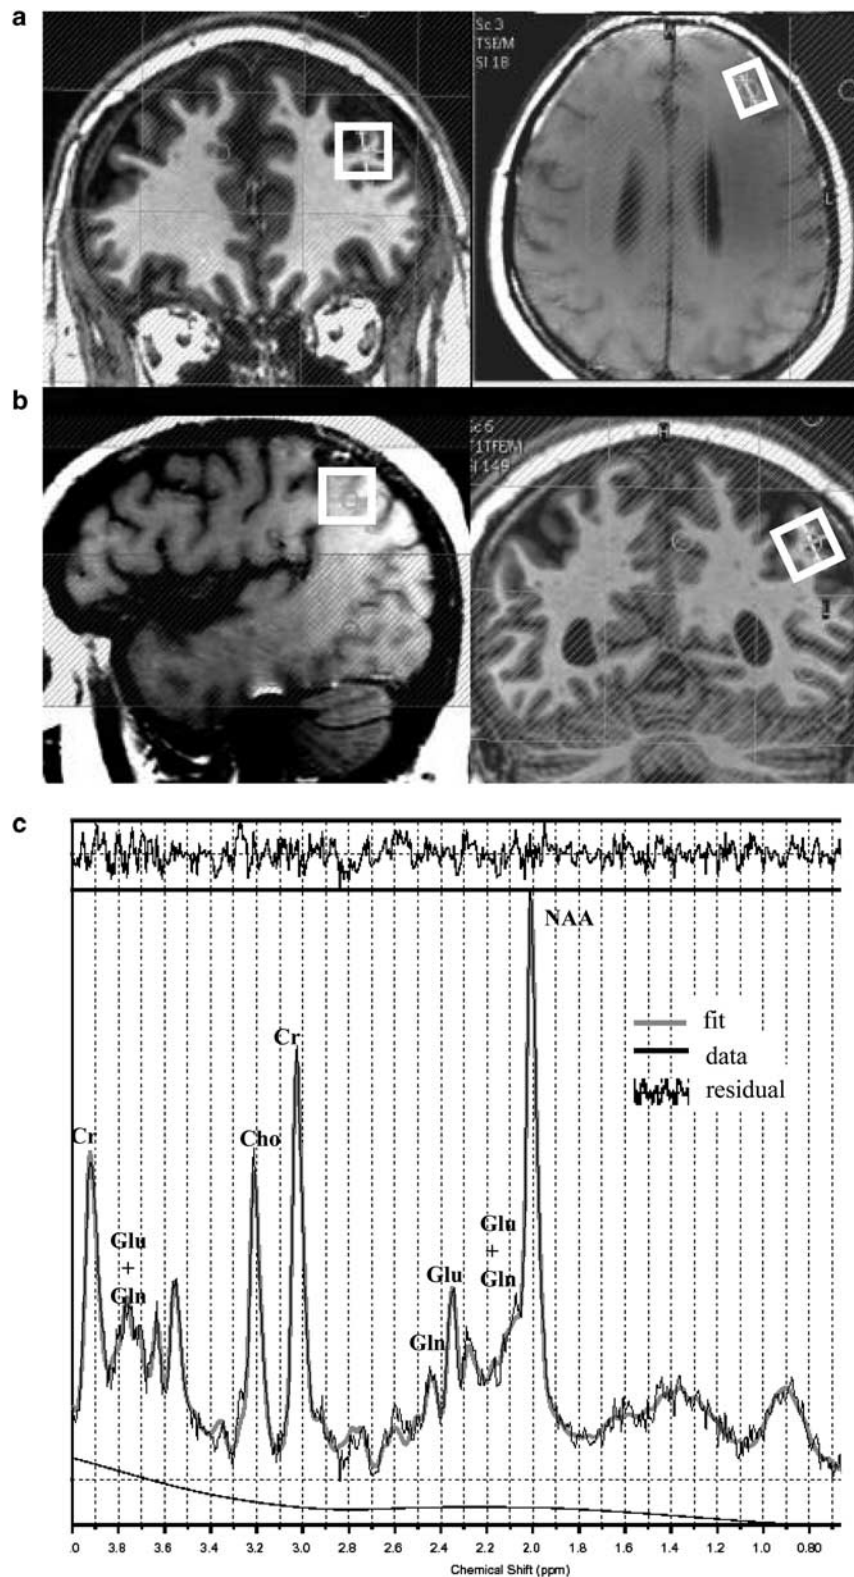 a
Sc 3
TSE/M
Sl 18
L
b
Sc 6
T1TFE/M
Sl 149
H
c
NAA
fit
data
residual
Cr
Cr
Cho
Glu
+
Gln
Glu
+
Gln
Glu
Gln
.0 3.8 3.6 3.4 3.2 3.0 2.8 2.6 2.4 2.2 2.0 1.8 1.6 1.4 1.2 1.0 0.80
Chemical Shift (ppm)